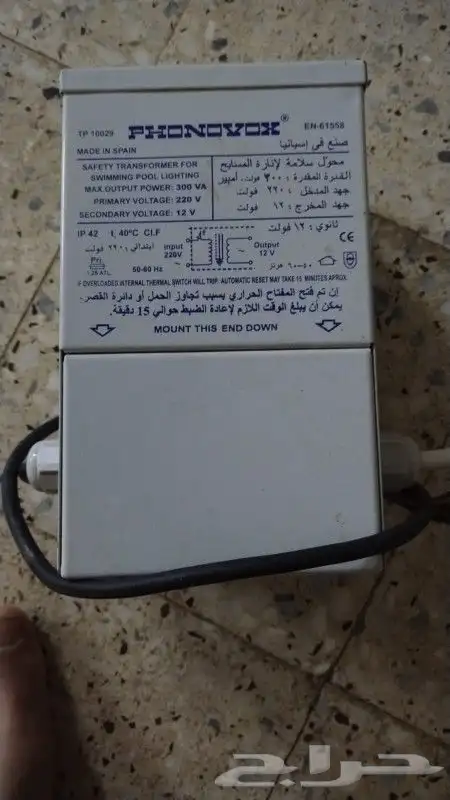 TP 10029 PHONOVOX® EN-61558
MADE IN SPAIN
صنع في إسبانيا
SAFETY TRANSFORMER FOR
SWIMMING POOL LIGHTING
MAX.OUTPUT POWER: 300 VA
PRIMARY VOLTAGE: 220 V
SECONDARY VOLTAGE: 12 V
محول سلامة لإنارة المسابح
القدرة المقدرة: ٣٠٠ فولت. أمبير
جهد المدخل: ٢٢٠ فولت
جهد المخرج: ١٢ فولت
IP 42 t. 40°C Cl.F
ثانوي: ١٢ فولت
ابتدائي: ٢٢٠ فولت
Input
220V
Output
12 V
CE
Pri.
50-60 Hz
٥٠-٦٠ هرتز
IF OVERLOADED INTERNAL THERMAL SWITCH WILL TRIP. AUTOMATIC RESET MAY TAKE 15 MINUTES APROX.
إن تم فتح المفتاح الحراري بسبب تجاوز الحمل أو دائرة القصر.
يمكن أن يبلغ الوقت اللازم لإعادة الضبط حوالي 15 دقيقة.
MOUNT THIS END DOWN
حراج